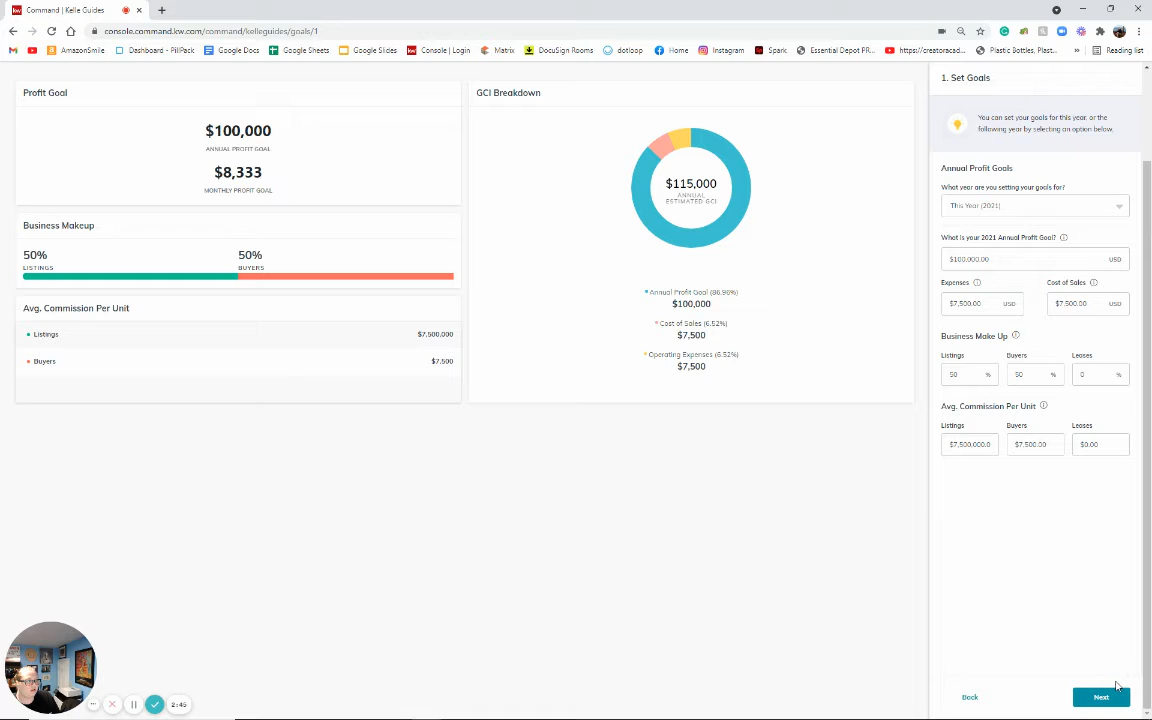 Command | Kelle Guides
console.command.kw.com/command/kelleguides/goals/1
AmazonSmile Dashboard - PillPack Google Docs Google Sheets Google Slides Console | Login Matrix DocuSign Rooms dotloop Home Instagram Spark Essential Depot PR... https://creatoracad... Plastic Bottles, Plast... » Reading list
Profit Goal
$100,000
ANNUAL PROFIT GOAL
$8,333
MONTHLY PROFIT GOAL
Business Makeup
50% 50%
LISTINGS BUYERS
Avg. Commission Per Unit
Listings $7,500,000
Buyers $7,500
GCI Breakdown
$115,000
ANNUAL
ESTIMATED GCI
Annual Profit Goal (86.96%)
$100,000
Cost of Sales (6.52%)
$7,500
Operating Expenses (6.52%)
$7,500
1. Set Goals
You can set your goals for this year, or the
following year by selecting an option below.
Annual Profit Goals
What year are you setting your goals for?
This Year (2021)
What is your 2021 Annual Profit Goal?
$100,000.00 USD
Expenses Cost of Sales
$7,500.00 USD $7,500.00 USD
Business Make Up
Listings Buyers Leases
50 % 50 % 0 %
Avg. Commission Per Unit
Listings Buyers Leases
$7,500,000.0 $7,500.00 $0.00
Back Next
2:45